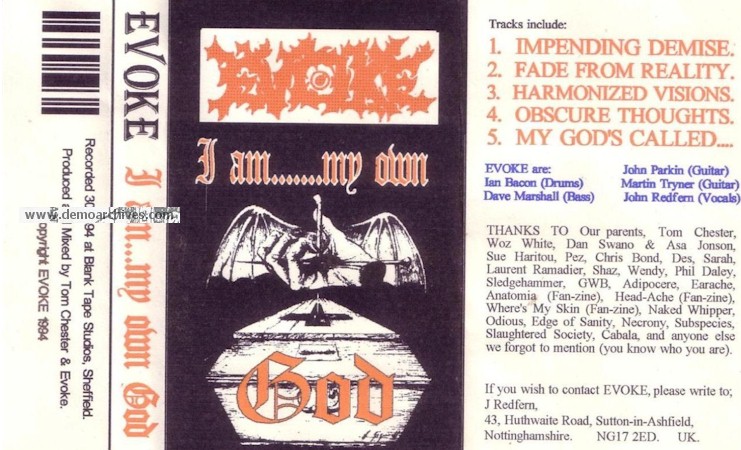 EVOKE I am...my own God
Recorded 30 94 at Blank Tape Studios, Sheffield.
Produced & Mixed by Tom Chester & Evoke.
Copyright EVOKE 1994
www.demoarchives.com
EVOKE
I am.......my own
God
Tracks include:
1. IMPENDING DEMISE.
2. FADE FROM REALITY.
3. HARMONIZED VISIONS.
4. OBSCURE THOUGHTS.
5. MY GOD'S CALLED....
EVOKE are:
Ian Bacon (Drums)
Dave Marshall (Bass)
John Parkin (Guitar)
Martin Tryner (Guitar)
John Redfern (Vocals)
THANKS TO Our parents, Tom Chester,
Woz White, Dan Swano & Asa Jonson,
Sue Haritou, Pez, Chris Bond, Des, Sarah,
Laurent Ramadier, Shaz, Wendy, Phil Daley,
Sledgehammer, GWB, Adipocere, Earache,
Anatomia (Fan-zine), Head-Ache (Fan-zine),
Where's My Skin (Fan-zine), Naked Whipper,
Odious, Edge of Sanity, Necrony, Subspecies,
Slaughtered Society, Cabala, and anyone else
we forgot to mention (you know who you are).
If you wish to contact EVOKE, please write to;
J Redfern,
43, Huthwaite Road, Sutton-in-Ashfield,
Nottinghamshire. NG17 2ED. UK.